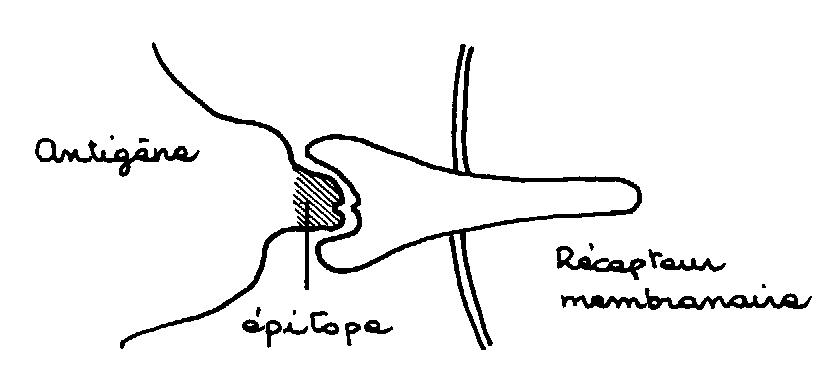 Antigène
épitope
Récepteur
membranaire